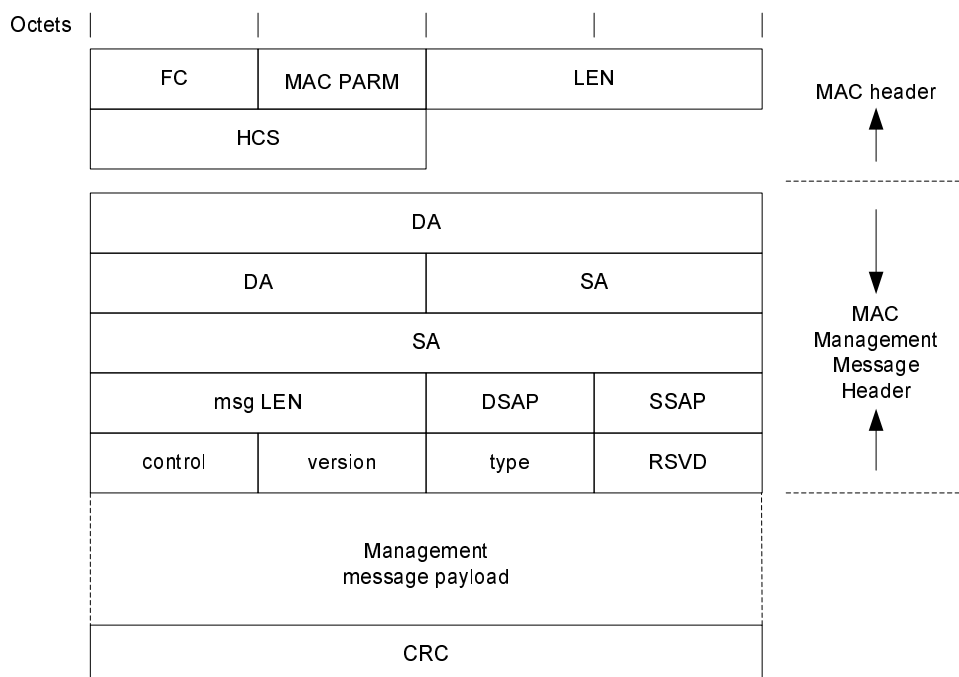 Octets
FC
MAC PARM
LEN
MAC header
HCS
DA
DA
SA
SA
MAC
Management
Message
Header
msg LEN
DSAP
SSAP
control
version
type
RSVD
Management
message payload
CRC